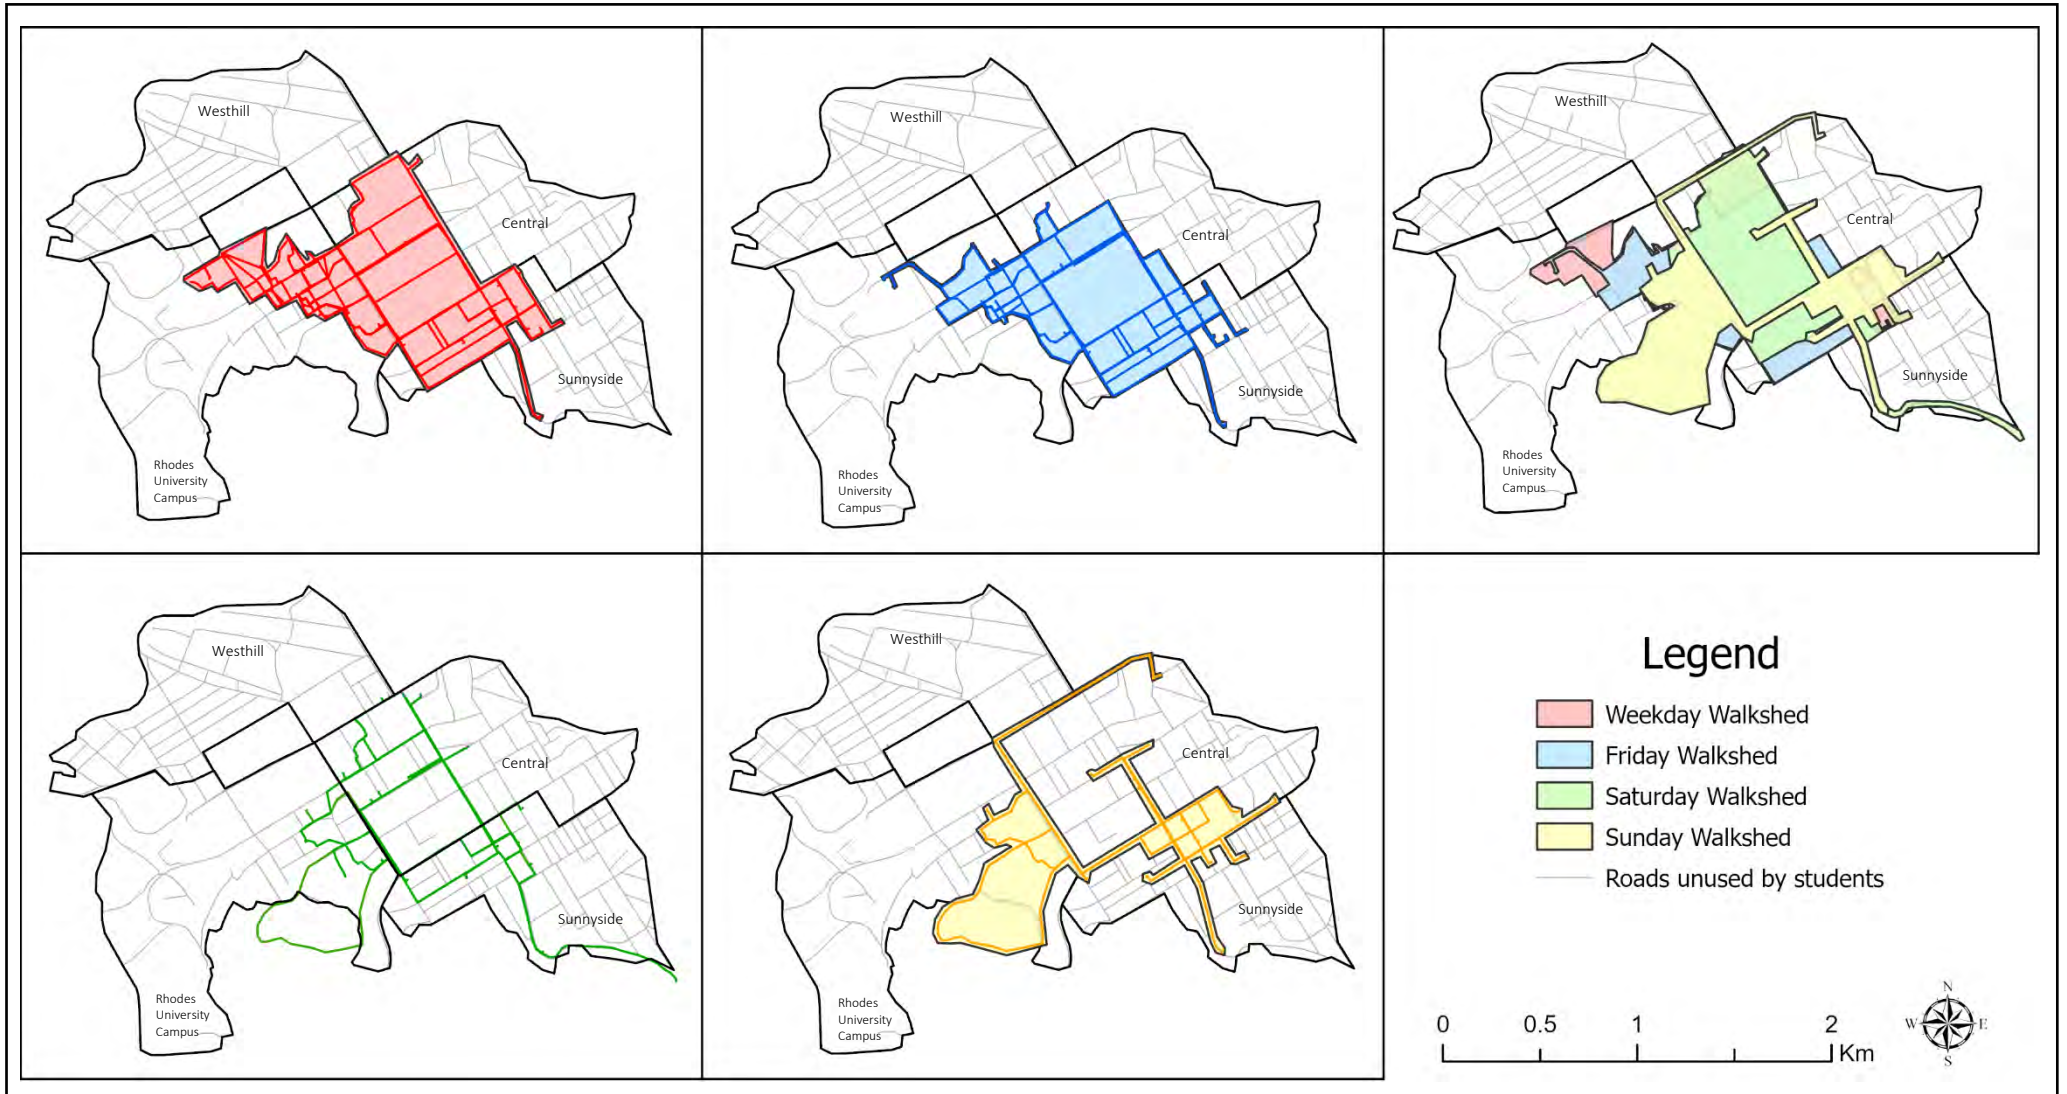 Westhill
Central
Sunnyside
Rhodes
University
Campus
Westhill
Central
Sunnyside
Rhodes
University
Campus
Westhill
Central
Sunnyside
Rhodes
University
Campus
Westhill
Central
Sunnyside
Rhodes
University
Campus
Westhill
Central
Sunnyside
Rhodes
University
Campus
Legend
Weekday Walkshed
Friday Walkshed
Saturday Walkshed
Sunday Walkshed
Roads unused by students
0 0.5 1 2
Km
N
W E
S